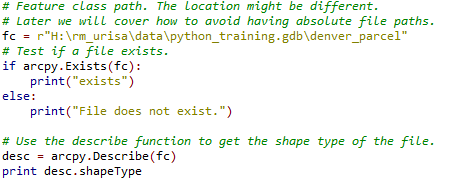 # Feature class path. The location might be different.
# Later we will cover how to avoid having absolute file paths.
fc = r"H:\rm_urisa\data\python_training.gdb\denver_parcel"
# Test if a file exists.
if arcpy.Exists(fc):
    print("exists")
else:
    print("File does not exist.")

# Use the describe function to get the shape type of the file.
desc = arcpy.Describe(fc)
print desc.shapeType